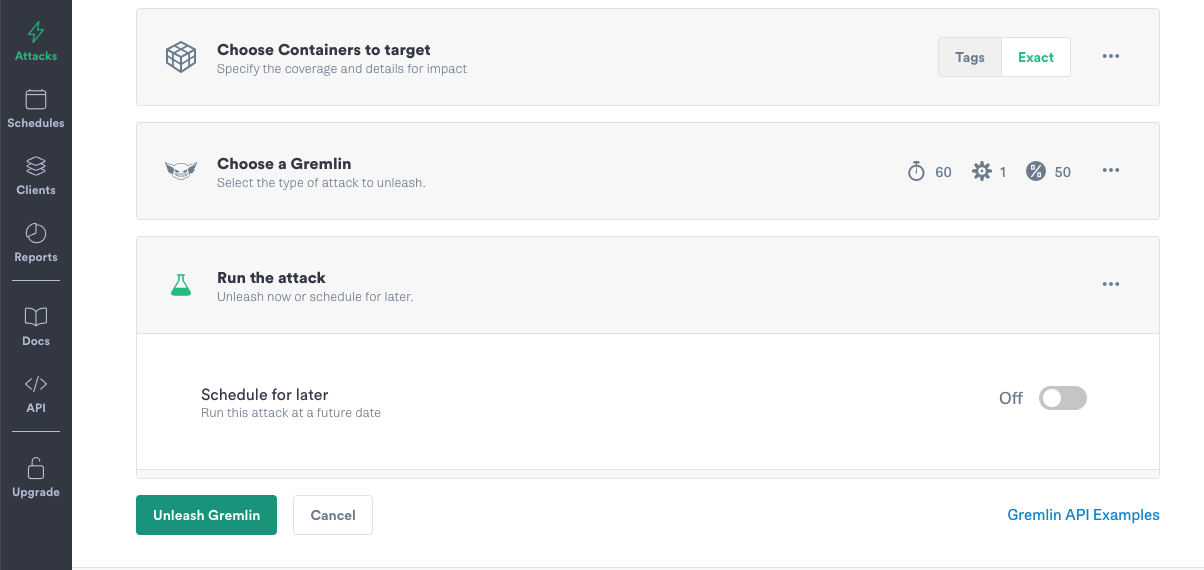 Attacks
Schedules
Clients
Reports
Docs
API
Upgrade
Choose Containers to target
Specify the coverage and details for impact
Tags Exact
Choose a Gremlin
Select the type of attack to unleash.
60 1 % 50
Run the attack
Unleash now or schedule for later.
Schedule for later
Run this attack at a future date
Off
Unleash Gremlin Cancel Gremlin API Examples